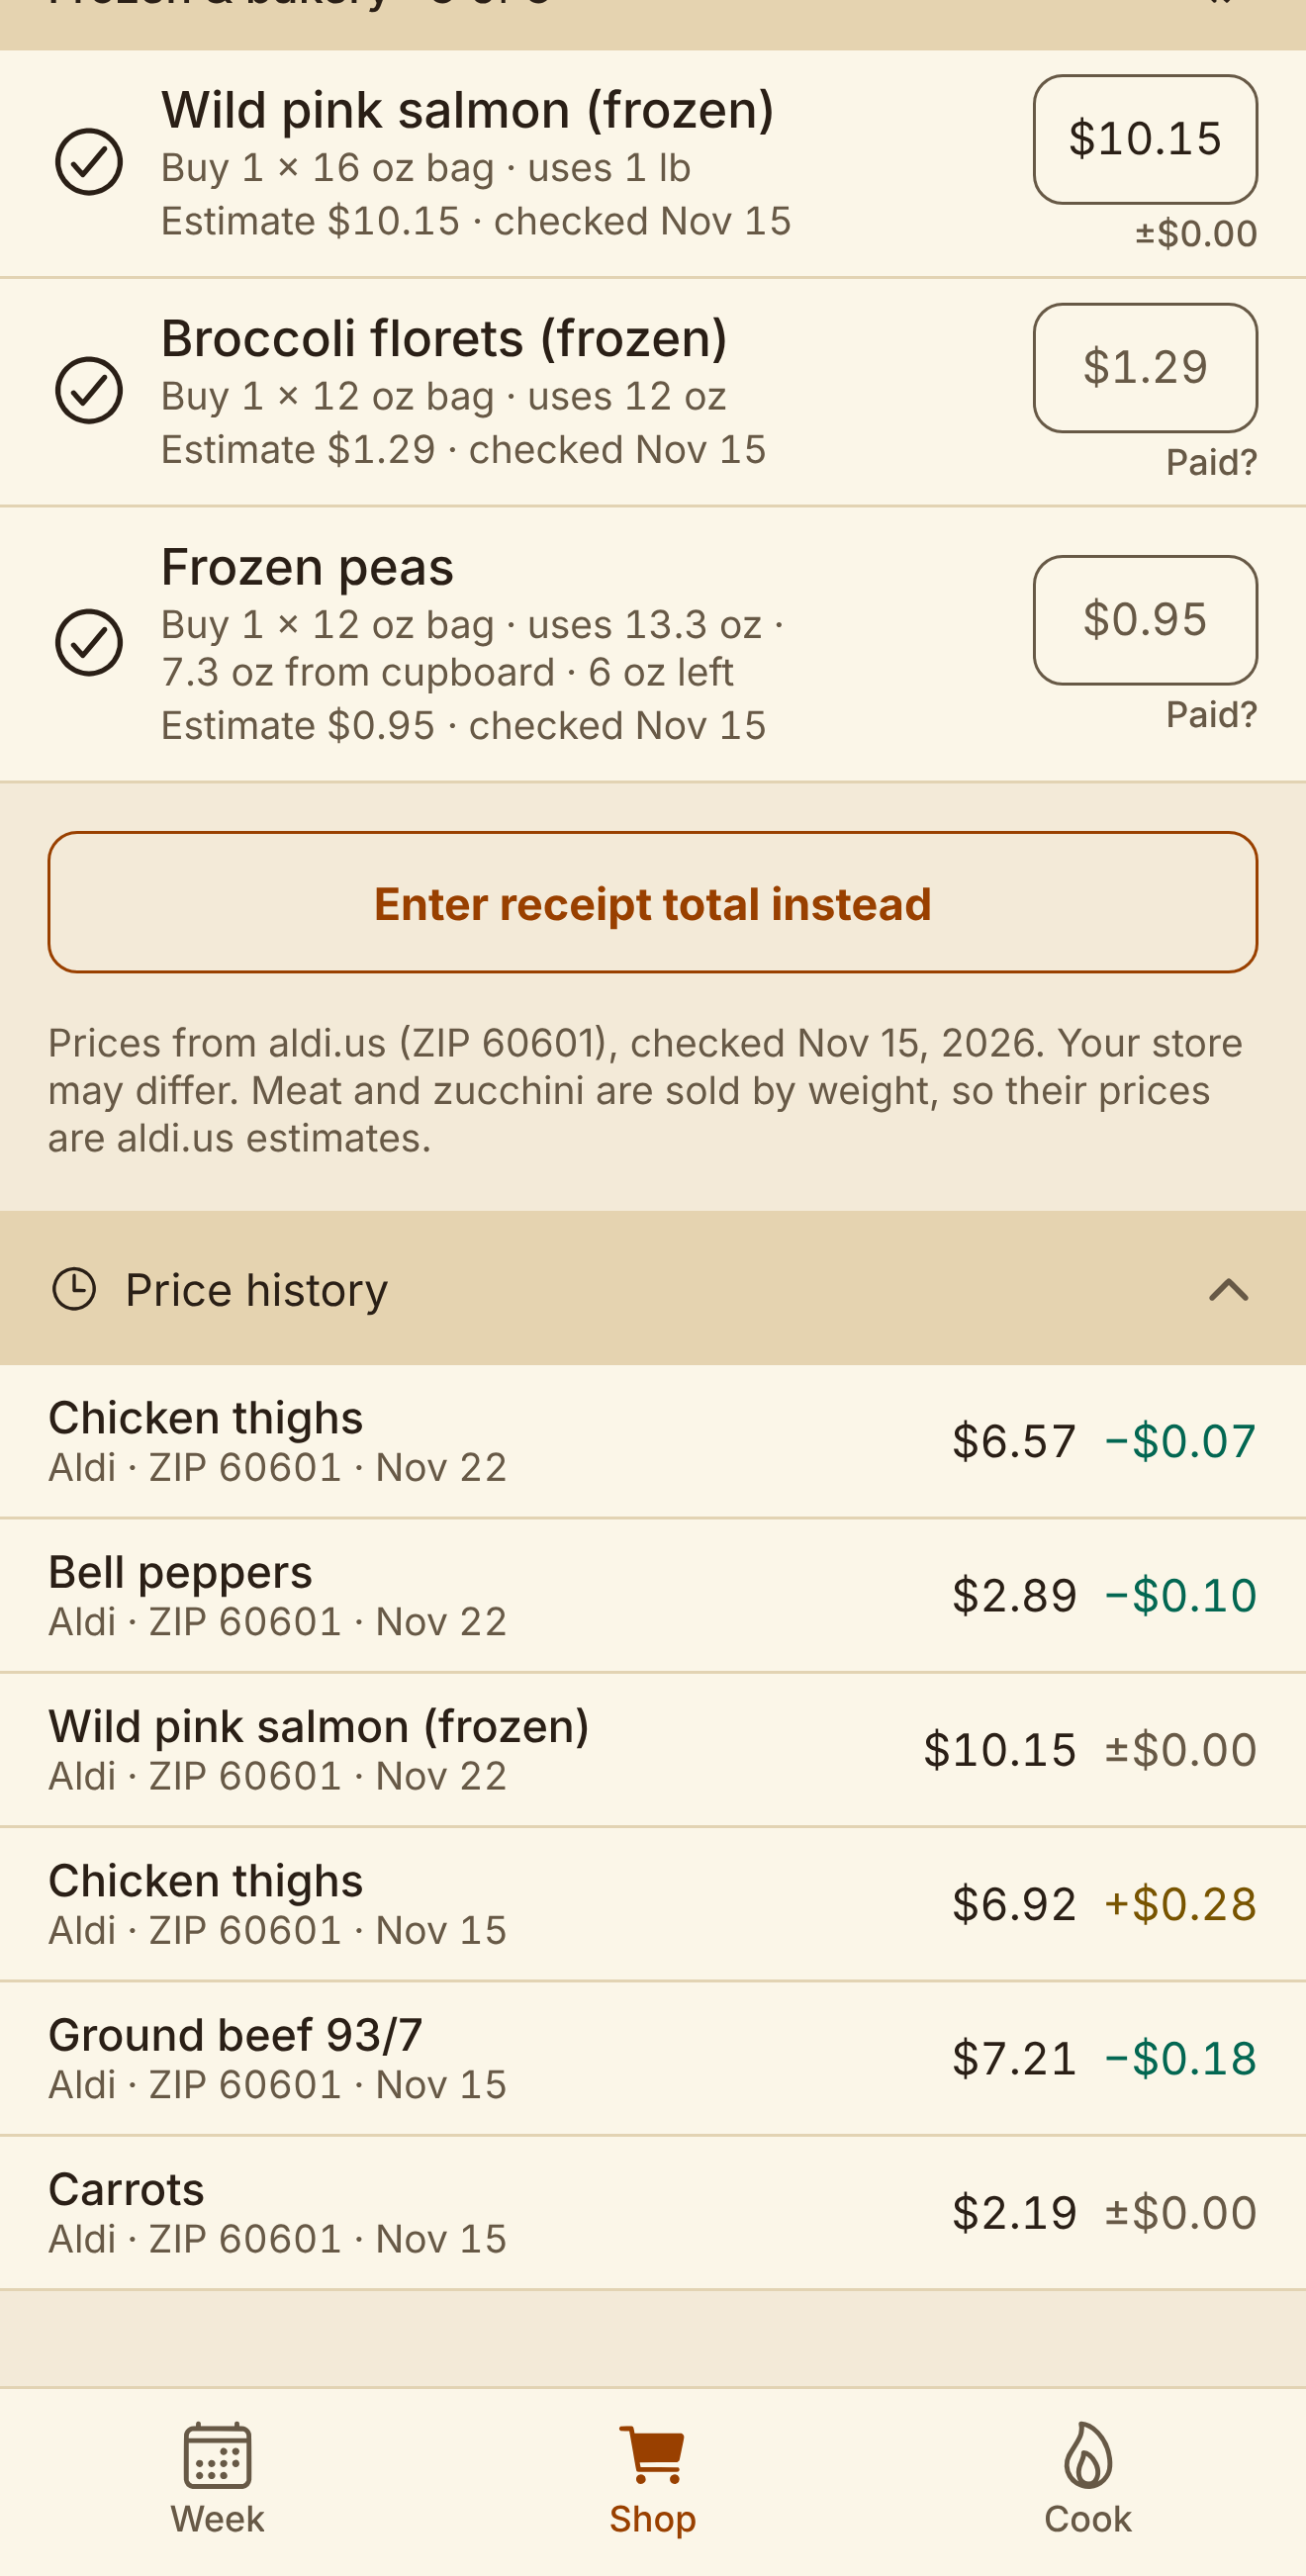 Wild pink salmon (frozen)
Buy 1 × 16 oz bag · uses 1 lb
Estimate $10.15 · checked Nov 15
$10.15
±$0.00
Broccoli florets (frozen)
Buy 1 × 12 oz bag · uses 12 oz
Estimate $1.29 · checked Nov 15
$1.29
Paid?
Frozen peas
Buy 1 × 12 oz bag · uses 13.3 oz ·
7.3 oz from cupboard · 6 oz left
Estimate $0.95 · checked Nov 15
$0.95
Paid?
Enter receipt total instead
Prices from aldi.us (ZIP 60601), checked Nov 15, 2026. Your store
may differ. Meat and zucchini are sold by weight, so their prices
are aldi.us estimates.
Price history
Chicken thighs
Aldi · ZIP 60601 · Nov 22
$6.57 −$0.07
Bell peppers
Aldi · ZIP 60601 · Nov 22
$2.89 −$0.10
Wild pink salmon (frozen)
Aldi · ZIP 60601 · Nov 22
$10.15 ±$0.00
Chicken thighs
Aldi · ZIP 60601 · Nov 15
$6.92 +$0.28
Ground beef 93/7
Aldi · ZIP 60601 · Nov 15
$7.21 −$0.18
Carrots
Aldi · ZIP 60601 · Nov 15
$2.19 ±$0.00
Week
Shop
Cook